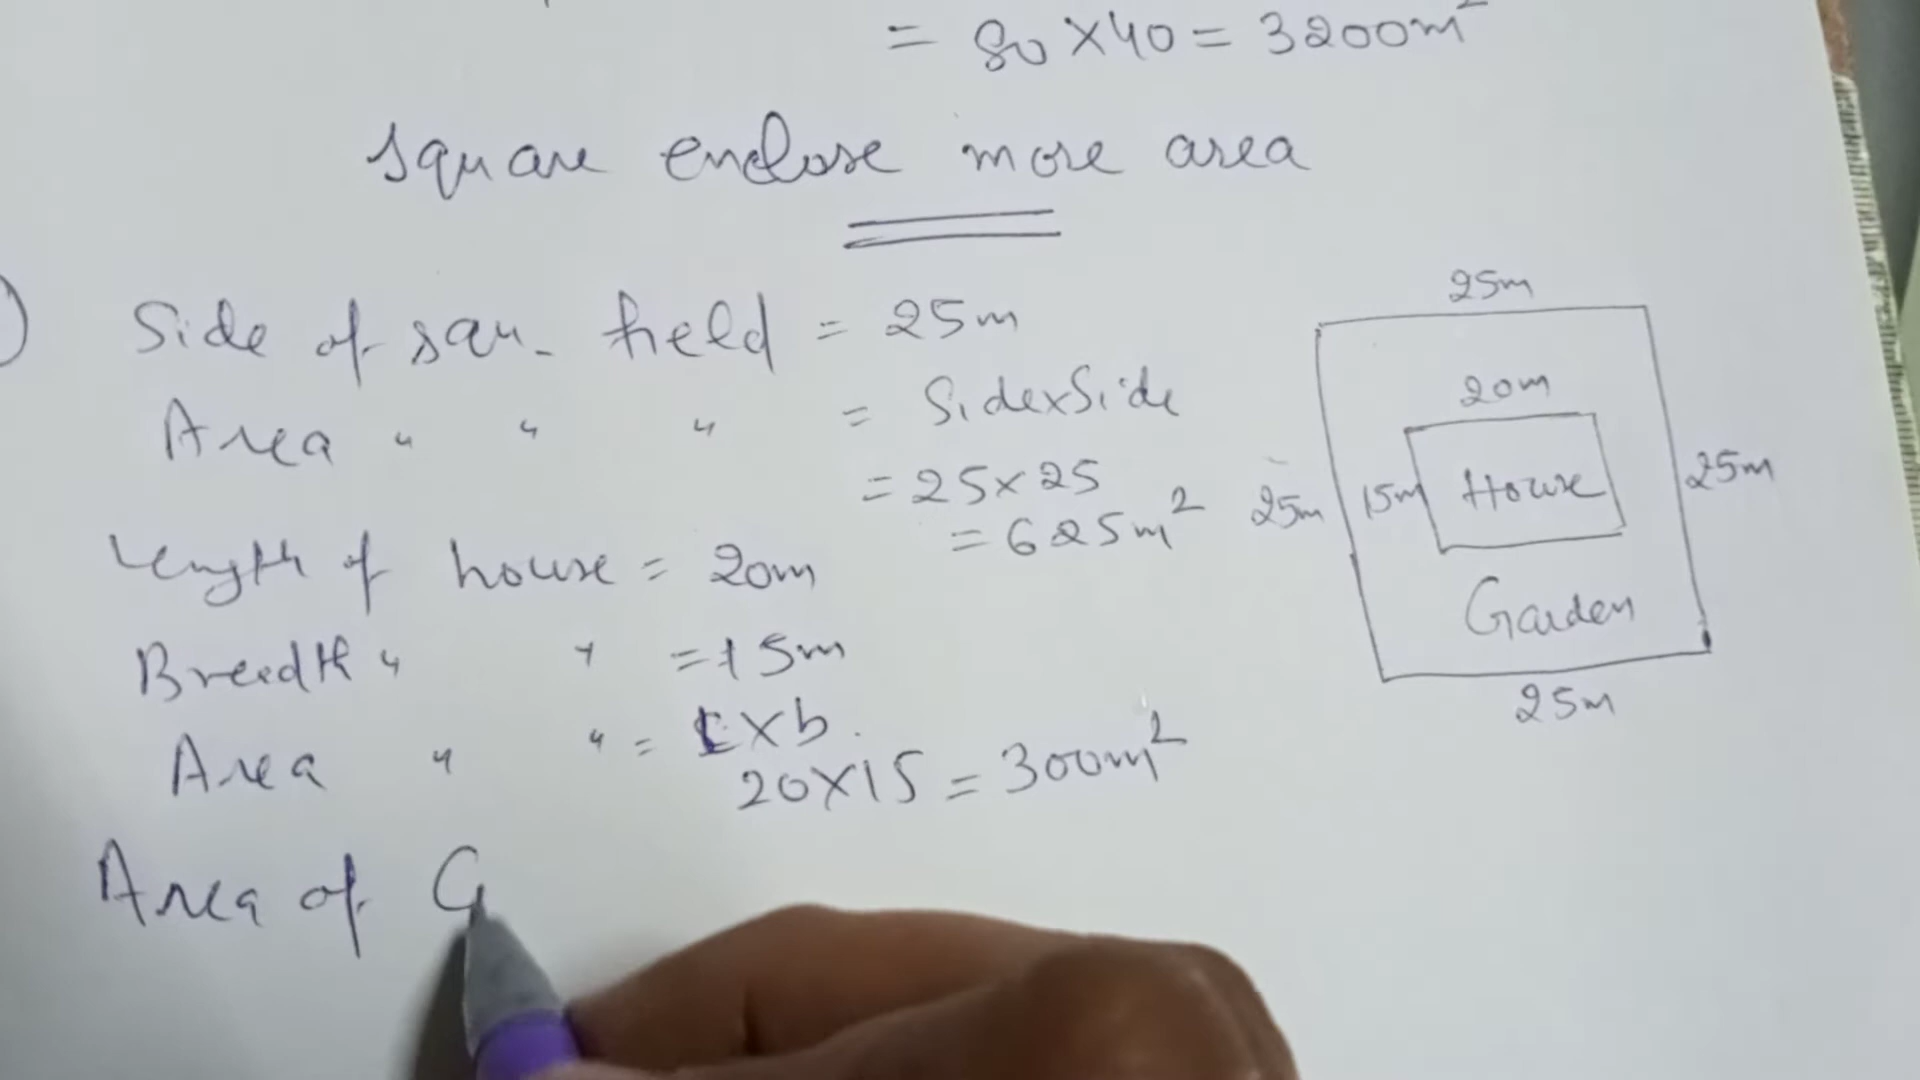 = 80 × 40 = 3200m²
square enclose more area
Side of squ. field = 25m
Area " " " = Side×Side
= 25×25
= 625m²
Length of house = 20m
Breadth " " = 15m
Area " " = L×b.
20×15 = 300m²
Area of G
25m
20m
25m
15m
House
25m
Garden
25m